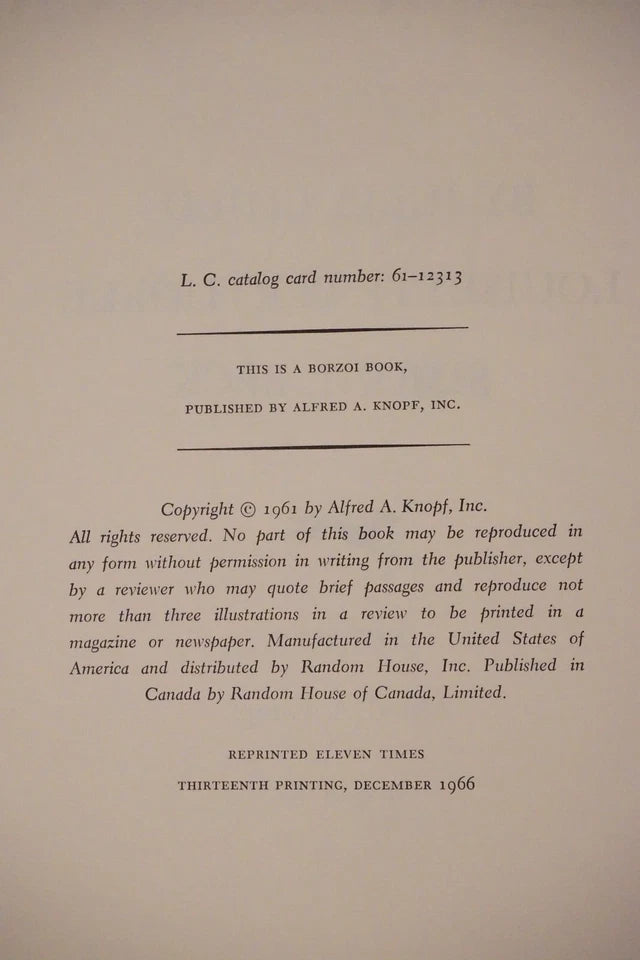 L. C. catalog card number: 61–12313
THIS IS A BORZOI BOOK,
PUBLISHED BY ALFRED A. KNOPF, INC.
Copyright © 1961 by Alfred A. Knopf, Inc.
All rights reserved. No part of this book may be reproduced in
any form without permission in writing from the publisher, except
by a reviewer who may quote brief passages and reproduce not
more than three illustrations in a review to be printed in a
magazine or newspaper. Manufactured in the United States of
America and distributed by Random House, Inc. Published in
Canada by Random House of Canada, Limited.
REPRINTED ELEVEN TIMES
THIRTEENTH PRINTING, DECEMBER 1966